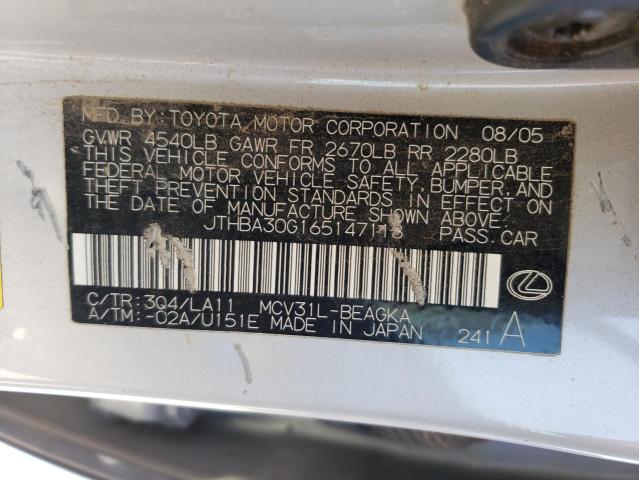 MFD. BY: TOYOTA MOTOR CORPORATION 08/05
GVWR 4540LB GAWR FR 2670LB RR 2280LB
THIS VEHICLE CONFORMS TO ALL APPLICABLE
FEDERAL MOTOR VEHICLE SAFETY, BUMPER, AND
THEFT PREVENTION STANDARDS IN EFFECT ON
THE DATE OF MANUFACTURE SHOWN ABOVE.
PASS. CAR
C/TR: 3Q4/LA11 MCV31L-BEAGKA
A/TM: -02A/U151E MADE IN JAPAN 241 A